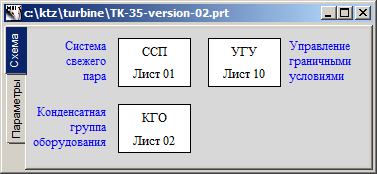 c:\ktz\turbine\TK-35-version-02.prt
Схема
Параметры
Система
свежего
пара
ССП
Лист 01
УГУ
Лист 10
Управление
граничными
условиями
Конденсатная
группа
оборудования
КГО
Лист 02